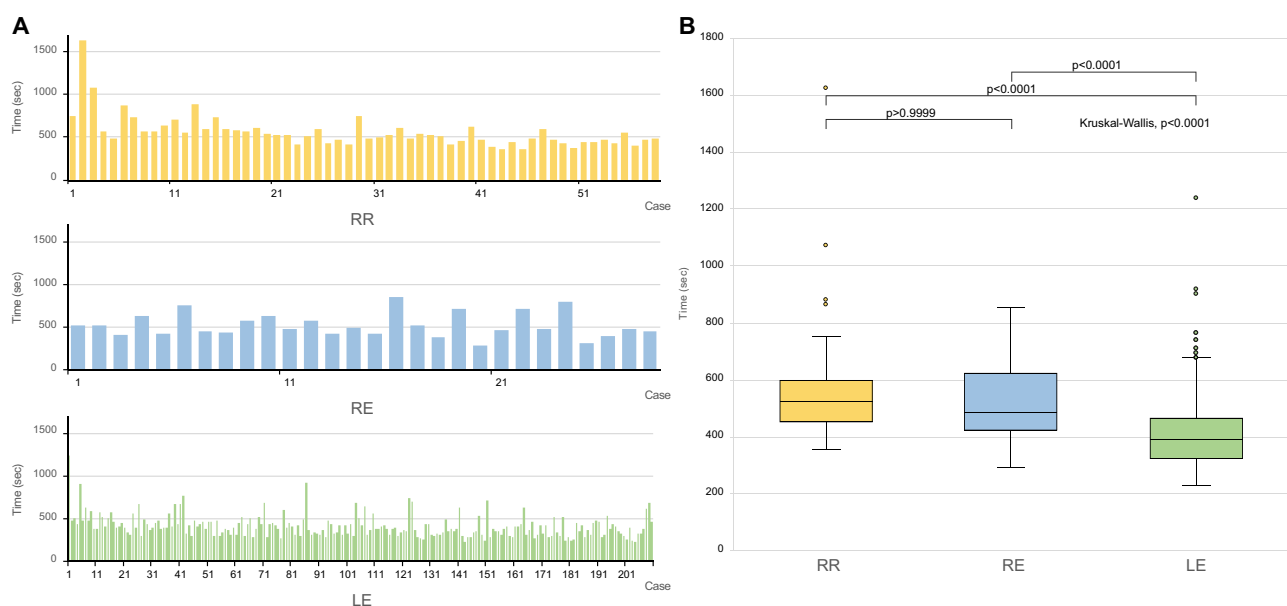 A
Time (sec)
1500
1000
500
0
1 11 21 31 41 51
Case
RR
Time (sec)
1500
1000
500
0
1 11 21
Case
RE
Time (sec)
1500
1000
500
0
1 11 21 31 41 51 61 71 81 91 101 111 121 131 141 151 161 171 181 191 201
Case
LE
B
Time (sec)
1800
1600
1400
1200
1000
800
600
400
200
0
p<0.0001
p<0.0001
p>0.9999
Kruskal-Wallis, p<0.0001
RR RE LE